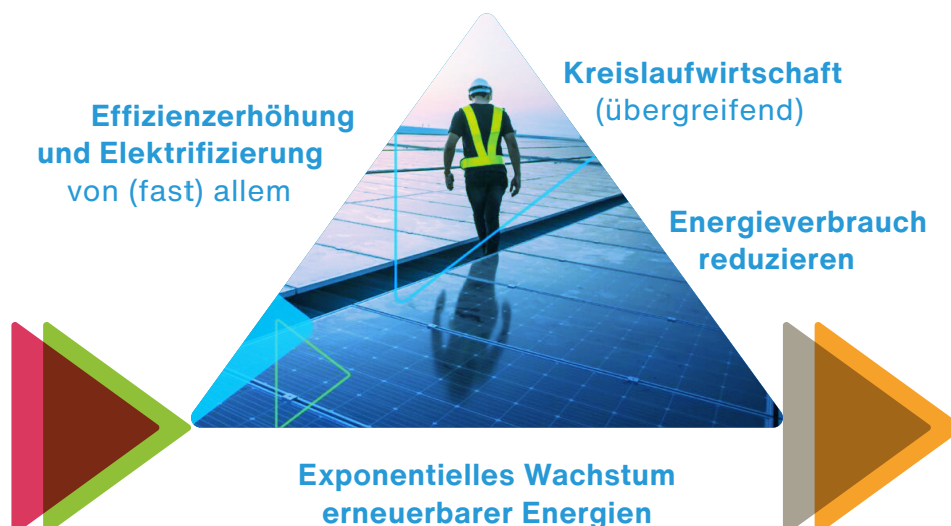 Effizienzerhöhung
und Elektrifizierung
von (fast) allem
Kreislaufwirtschaft
(übergreifend)
Energieverbrauch
reduzieren
Exponentielles Wachstum
erneuerbarer Energien